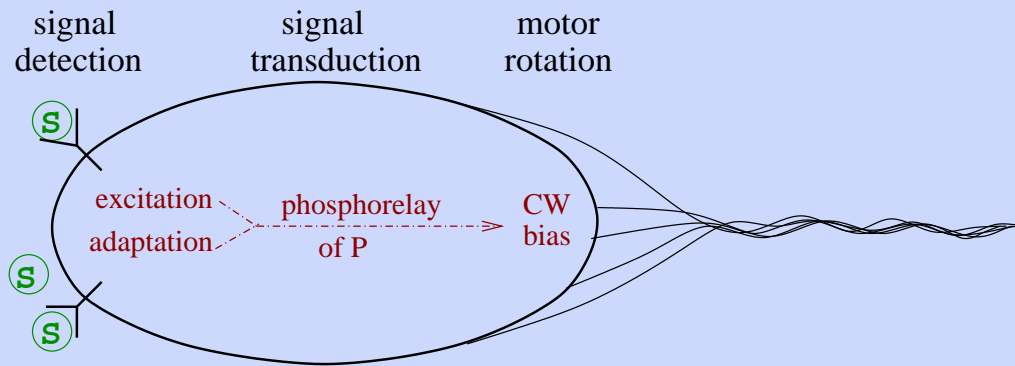 signal detection
signal transduction
motor rotation
S
excitation
adaptation
phosphorelay
of P
CW
bias
S
S